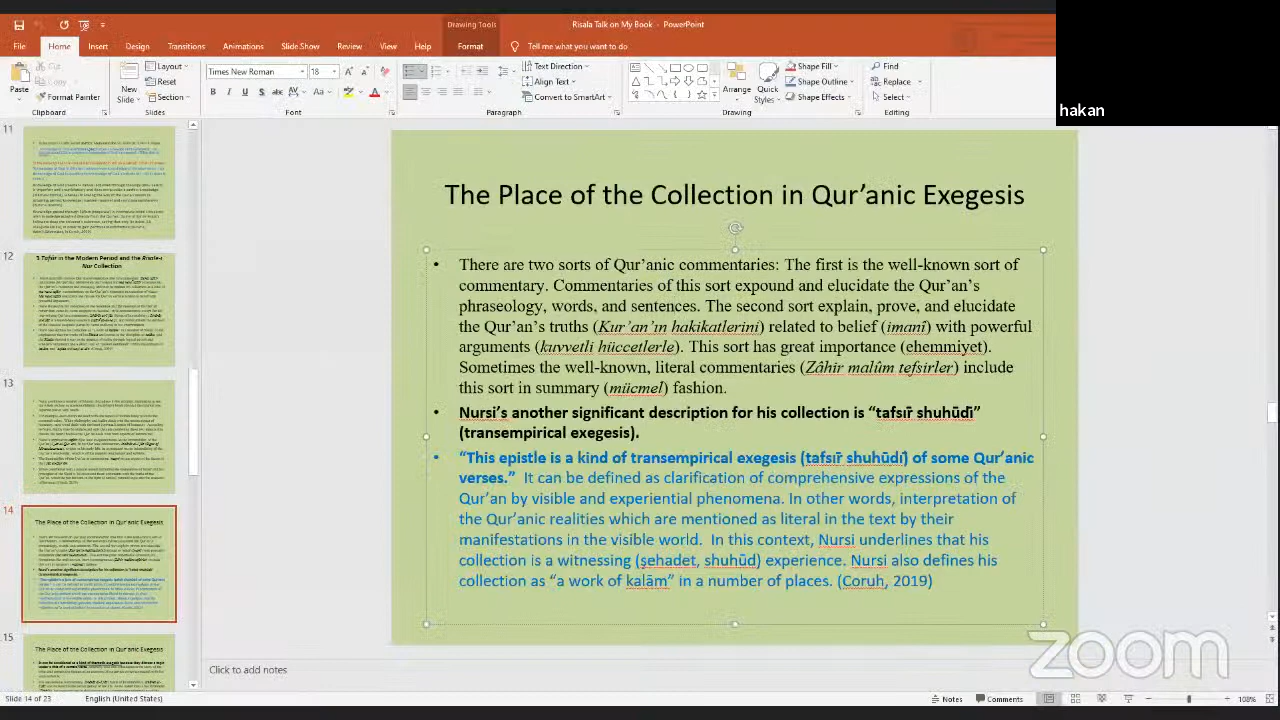 Risala Talk on My Book - PowerPoint
Drawing Tools
File Home Insert Design Transitions Animations Slide Show Review View Help Format Tell me what you want to do
hakan
Paste
Cut
Copy
Format Painter
Clipboard
New Slide
Layout
Reset
Section
Slides
Times New Roman 18
Font
Text Direction
Align Text
Convert to SmartArt
Paragraph
Arrange
Quick Styles
Shape Fill
Shape Outline
Shape Effects
Drawing
Find
Replace
Select
Editing
11
12
13
14
The Place of the Collection in Qur'anic Exegesis
15
The Place of the Collection in Qur'anic Exegesis
The Place of the Collection in Qur'anic Exegesis
• There are two sorts of Qur'anic commentaries. The first is the well-known sort of
commentary. Commentaries of this sort expound and elucidate the Qur'an's
phraseology, words, and sentences. The second explain, prove, and elucidate
the Qur'an's truths (Kur'an'ın hakikatlerini) related to belief (imanî) with powerful
arguments (kuvvetli hüccetlerle). This sort has great importance (ehemmiyet).
Sometimes the well-known, literal commentaries (Zâhir malûm tefsirler) include
this sort in summary (mücmel) fashion.
• Nursi's another significant description for his collection is "tafsīr shuhūdī"
(transempirical exegesis).
• "This epistle is a kind of transempirical exegesis (tafsīr shuhūdī) of some Qur'anic
verses." It can be defined as clarification of comprehensive expressions of the
Qur'an by visible and experiential phenomena. In other words, interpretation of
the Qur'anic realities which are mentioned as literal in the text by their
manifestations in the visible world. In this context, Nursi underlines that his
collection is a witnessing (şehadet, shuhūd) experience. Nursi also defines his
collection as "a work of kalām" in a number of places. (Coruh, 2019)
zoom
Click to add notes
Slide 14 of 23 English (United States) Notes Comments 108%